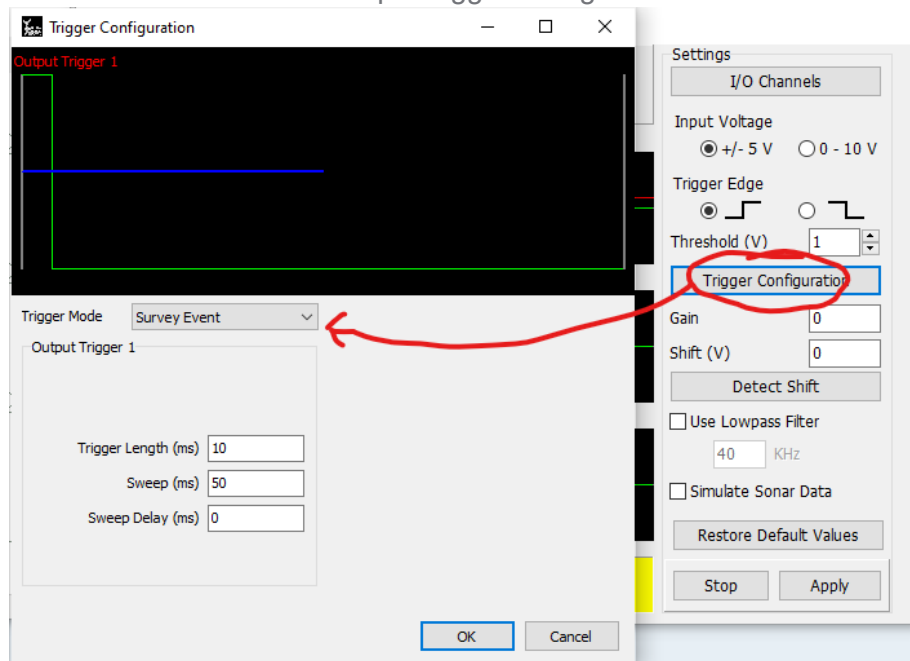 Trigger Configuration
Output Trigger 1
Trigger Mode Survey Event
Output Trigger 1
Trigger Length (ms) 10
Sweep (ms) 50
Sweep Delay (ms) 0
OK Cancel
Settings
I/O Channels
Input Voltage
+/- 5 V 0 - 10 V
Trigger Edge
Threshold (V) 1
Trigger Configuration
Gain 0
Shift (V) 0
Detect Shift
Use Lowpass Filter
40 KHz
Simulate Sonar Data
Restore Default Values
Stop Apply